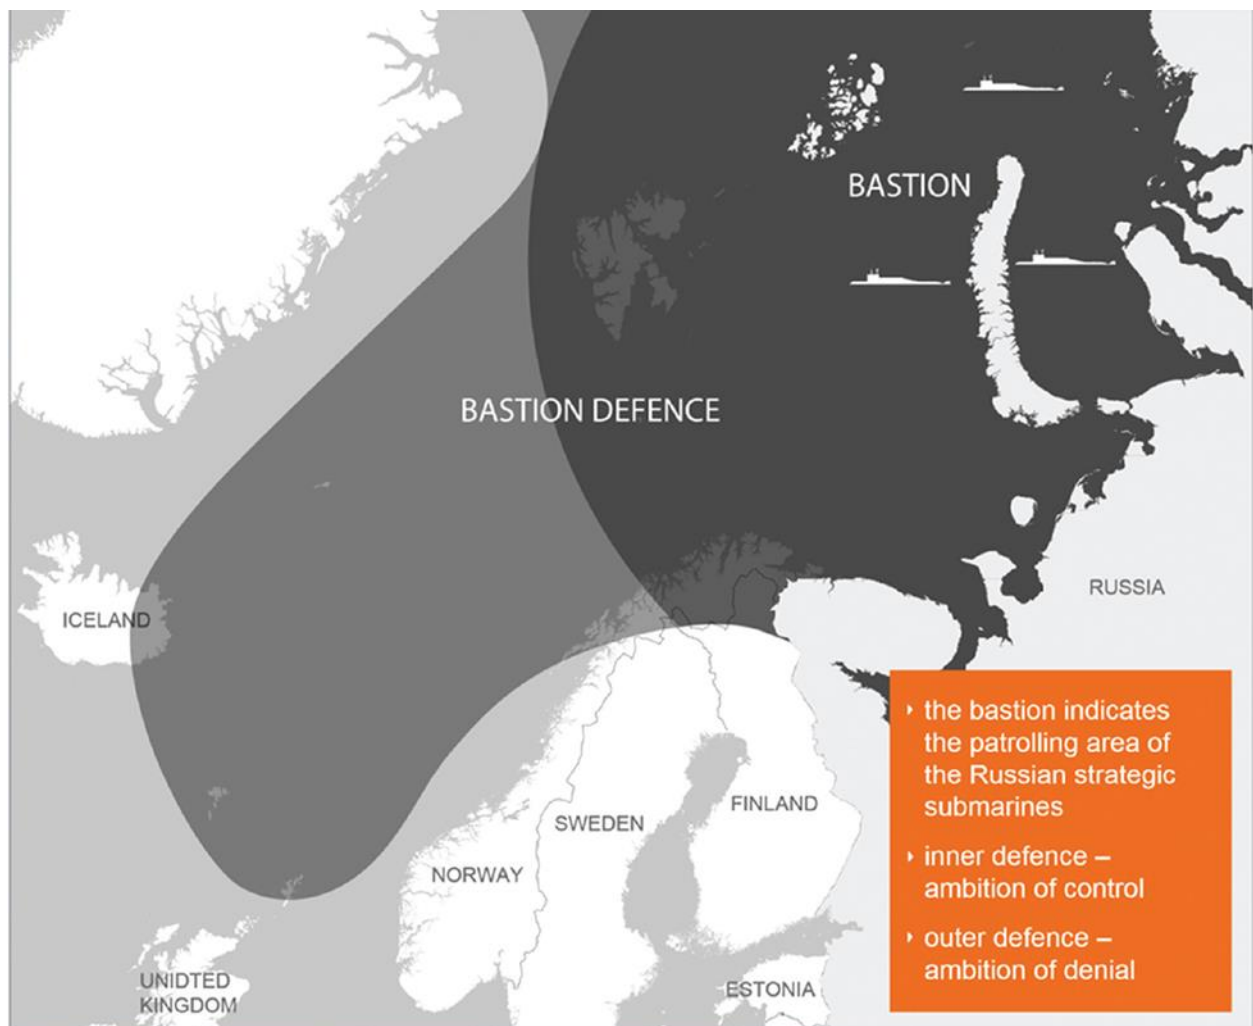 BASTION
BASTION DEFENCE
ICELAND
RUSSIA
SWEDEN
FINLAND
NORWAY
UNIDTED
KINGDOM
ESTONIA
the bastion indicates
the patrolling area of
the Russian strategic
submarines
inner defence –
ambition of control
outer defence –
ambition of denial